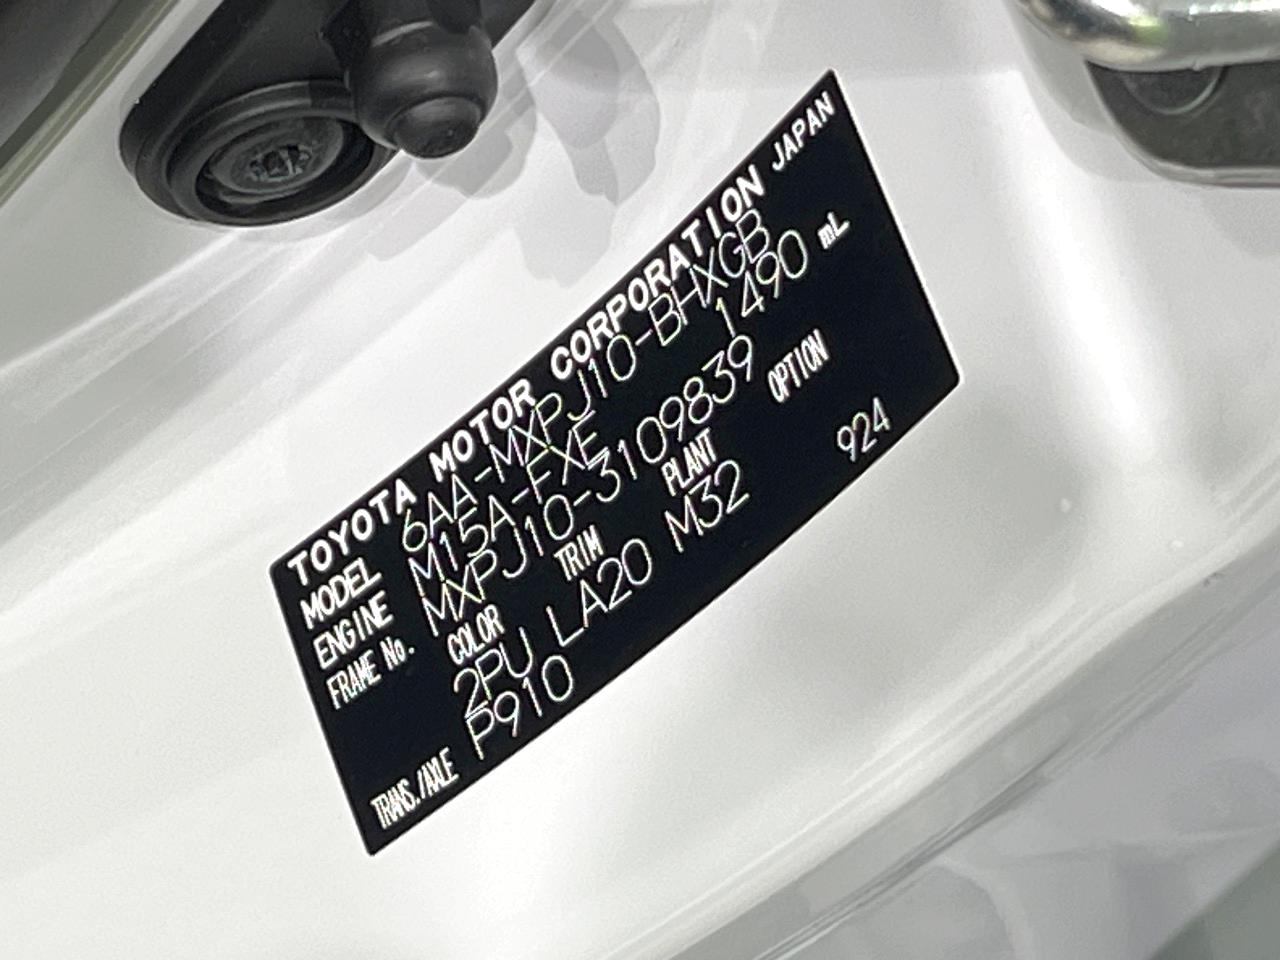 TOYOTA MOTOR CORPORATION JAPAN
MODEL 6AA-MXPJ10-BHXGB
ENGINE M15A-FXE 1490 mL
FRAME No. MXPJ10-3109839
COLOR TRIM PLANT OPTION
2PU LA20 M32 924
TRANS./AXLE P910